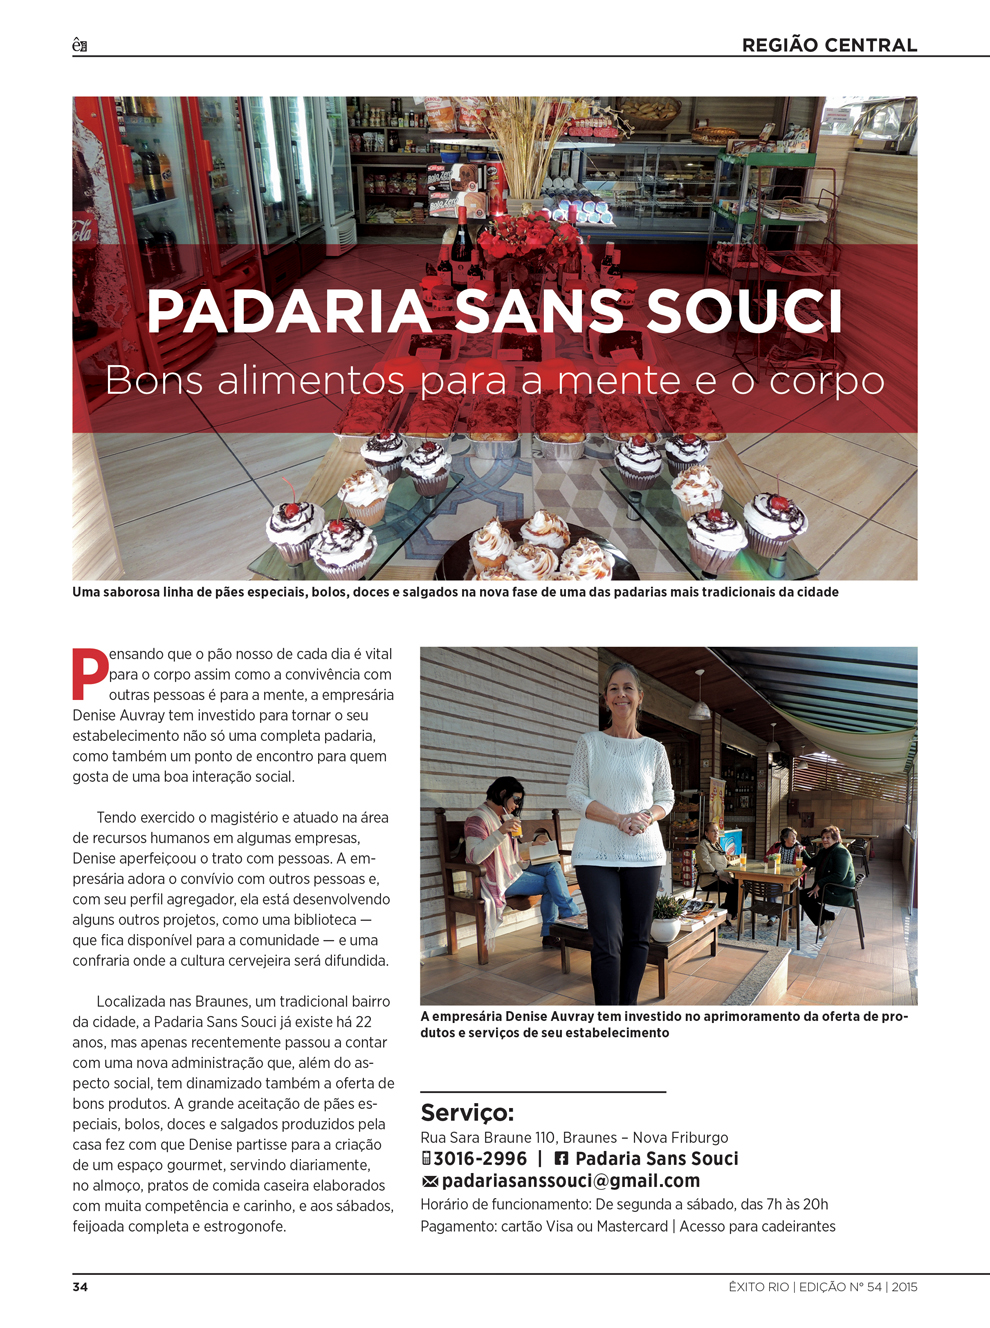 ê
REGIÃO CENTRAL
PADARIA SANS SOUCI
Bons alimentos para a mente e o corpo
Uma saborosa linha de pães especiais, bolos, doces e salgados na nova fase de uma das padarias mais tradicionais da cidade
Pensando que o pão nosso de cada dia é vital
para o corpo assim como a convivência com
outras pessoas é para a mente, a empresária
Denise Auvray tem investido para tornar o seu
estabelecimento não só uma completa padaria,
como também um ponto de encontro para quem
gosta de uma boa interação social.
Tendo exercido o magistério e atuado na área
de recursos humanos em algumas empresas,
Denise aperfeiçoou o trato com pessoas. A em-
presária adora o convívio com outros pessoas e,
com seu perfil agregador, ela está desenvolvendo
alguns outros projetos, como uma biblioteca —
que fica disponível para a comunidade — e uma
confraria onde a cultura cervejeira será difundida.
Localizada nas Braunes, um tradicional bairro
da cidade, a Padaria Sans Souci já existe há 22
anos, mas apenas recentemente passou a contar
com uma nova administração que, além do as-
pecto social, tem dinamizado também a oferta de
bons produtos. A grande aceitação de pães es-
peciais, bolos, doces e salgados produzidos pela
casa fez com que Denise partisse para a criação
de um espaço gourmet, servindo diariamente,
no almoço, pratos de comida caseira elaborados
com muita competência e carinho, e aos sábados,
feijoada completa e estrogonofe.
A empresária Denise Auvray tem investido no aprimoramento da oferta de pro-
dutos e serviços de seu estabelecimento
Serviço:
Rua Sara Braune 110, Braunes – Nova Friburgo
3016-2996 | Padaria Sans Souci
padariasanssouci@gmail.com
Horário de funcionamento: De segunda a sábado, das 7h às 20h
Pagamento: cartão Visa ou Mastercard | Acesso para cadeirantes
34
ÊXITO RIO | EDIÇÃO Nº 54 | 2015